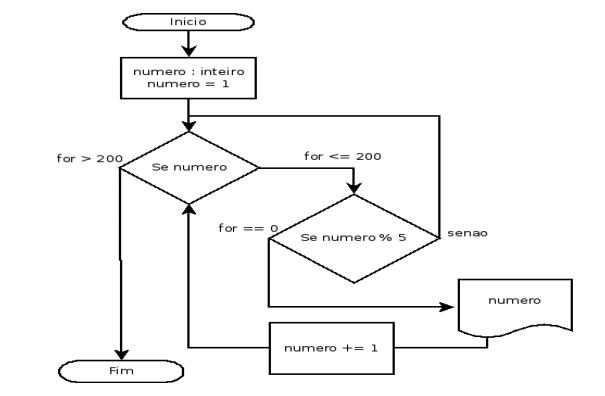 Inicio
numero : inteiro
numero = 1
for > 200
Se numero
for <= 200
for == 0
Se numero % 5
senao
numero
numero += 1
Fim